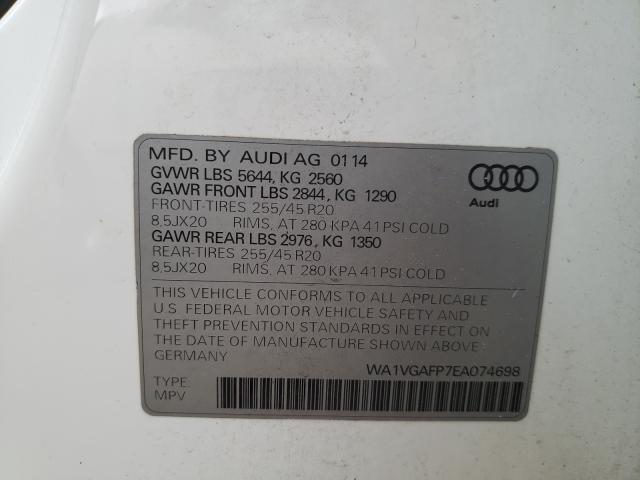 MFD. BY AUDI AG 01 14
GVWR LBS 5644, KG 2560
GAWR FRONT LBS 2844, KG 1290
FRONT-TIRES 255/45 R20
8,5JX20 RIMS, AT 280 KPA 41 PSI COLD
GAWR REAR LBS 2976, KG 1350
REAR-TIRES 255/45 R20
8,5JX20 RIMS, AT 280 KPA 41 PSI COLD
Audi
THIS VEHICLE CONFORMS TO ALL APPLICABLE
U.S. FEDERAL MOTOR VEHICLE SAFETY AND
THEFT PREVENTION STANDARDS IN EFFECT ON
THE DATE OF MANUFACTURE SHOWN ABOVE.
GERMANY
WA1VGAFP7EA074698
TYPE:
MPV